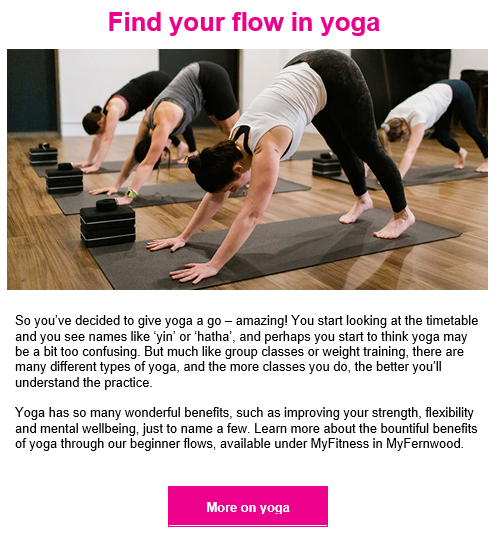 Find your flow in yoga
So you’ve decided to give yoga a go – amazing! You start looking at the timetable
and you see names like ‘yin’ or ‘hatha’, and perhaps you start to think yoga may
be a bit too confusing. But much like group classes or weight training, there are
many different types of yoga, and the more classes you do, the better you’ll
understand the practice.
Yoga has so many wonderful benefits, such as improving your strength, flexibility
and mental wellbeing, just to name a few. Learn more about the bountiful benefits
of yoga through our beginner flows, available under MyFitness in MyFernwood.
More on yoga